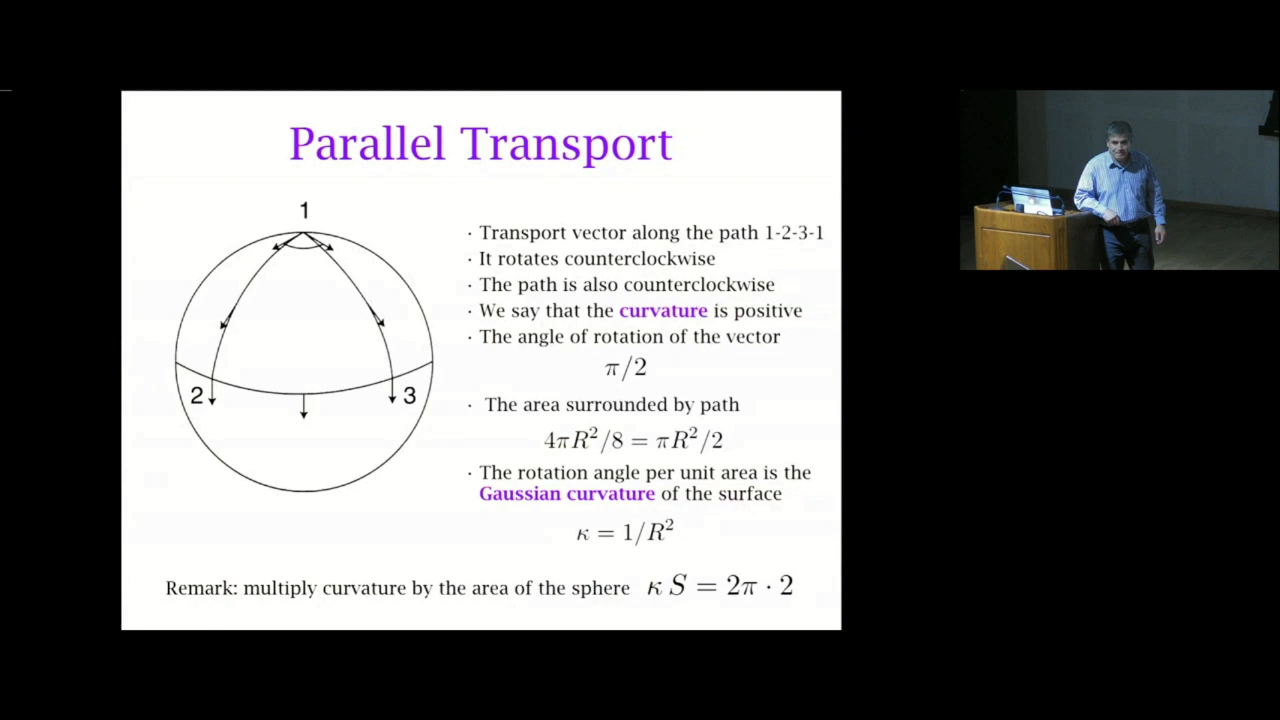 Parallel Transport
1
2
3
· Transport vector along the path 1-2-3-1
· It rotates counterclockwise
· The path is also counterclockwise
· We say that the curvature is positive
· The angle of rotation of the vector
π/2
· The area surrounded by path
4πR²/8 = πR²/2
· The rotation angle per unit area is the
Gaussian curvature of the surface
κ = 1/R²
Remark: multiply curvature by the area of the sphere κ S = 2π · 2